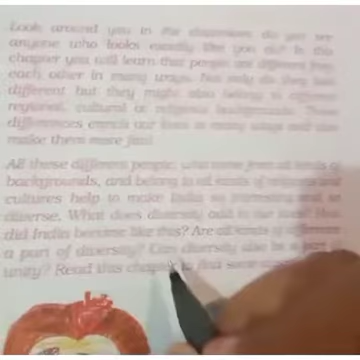 Look around you in the classroom: do you see
anyone who looks exactly like you do? In this
chapter you will learn that people are different from
each other in many ways. Not only do they look
different but they might also belong to different
regional, cultural or religious backgrounds. These
differences enrich our lives in many ways and also
make them more fun!
All these different people, who come from all kinds of
backgrounds, and belong to all kinds of religions and
cultures help to make India so interesting and so
diverse. What does diversity add to our lives? How
did India become like this? Are all kinds of differences
a part of diversity? Can diversity also be a part of
unity? Read this chapter to find some